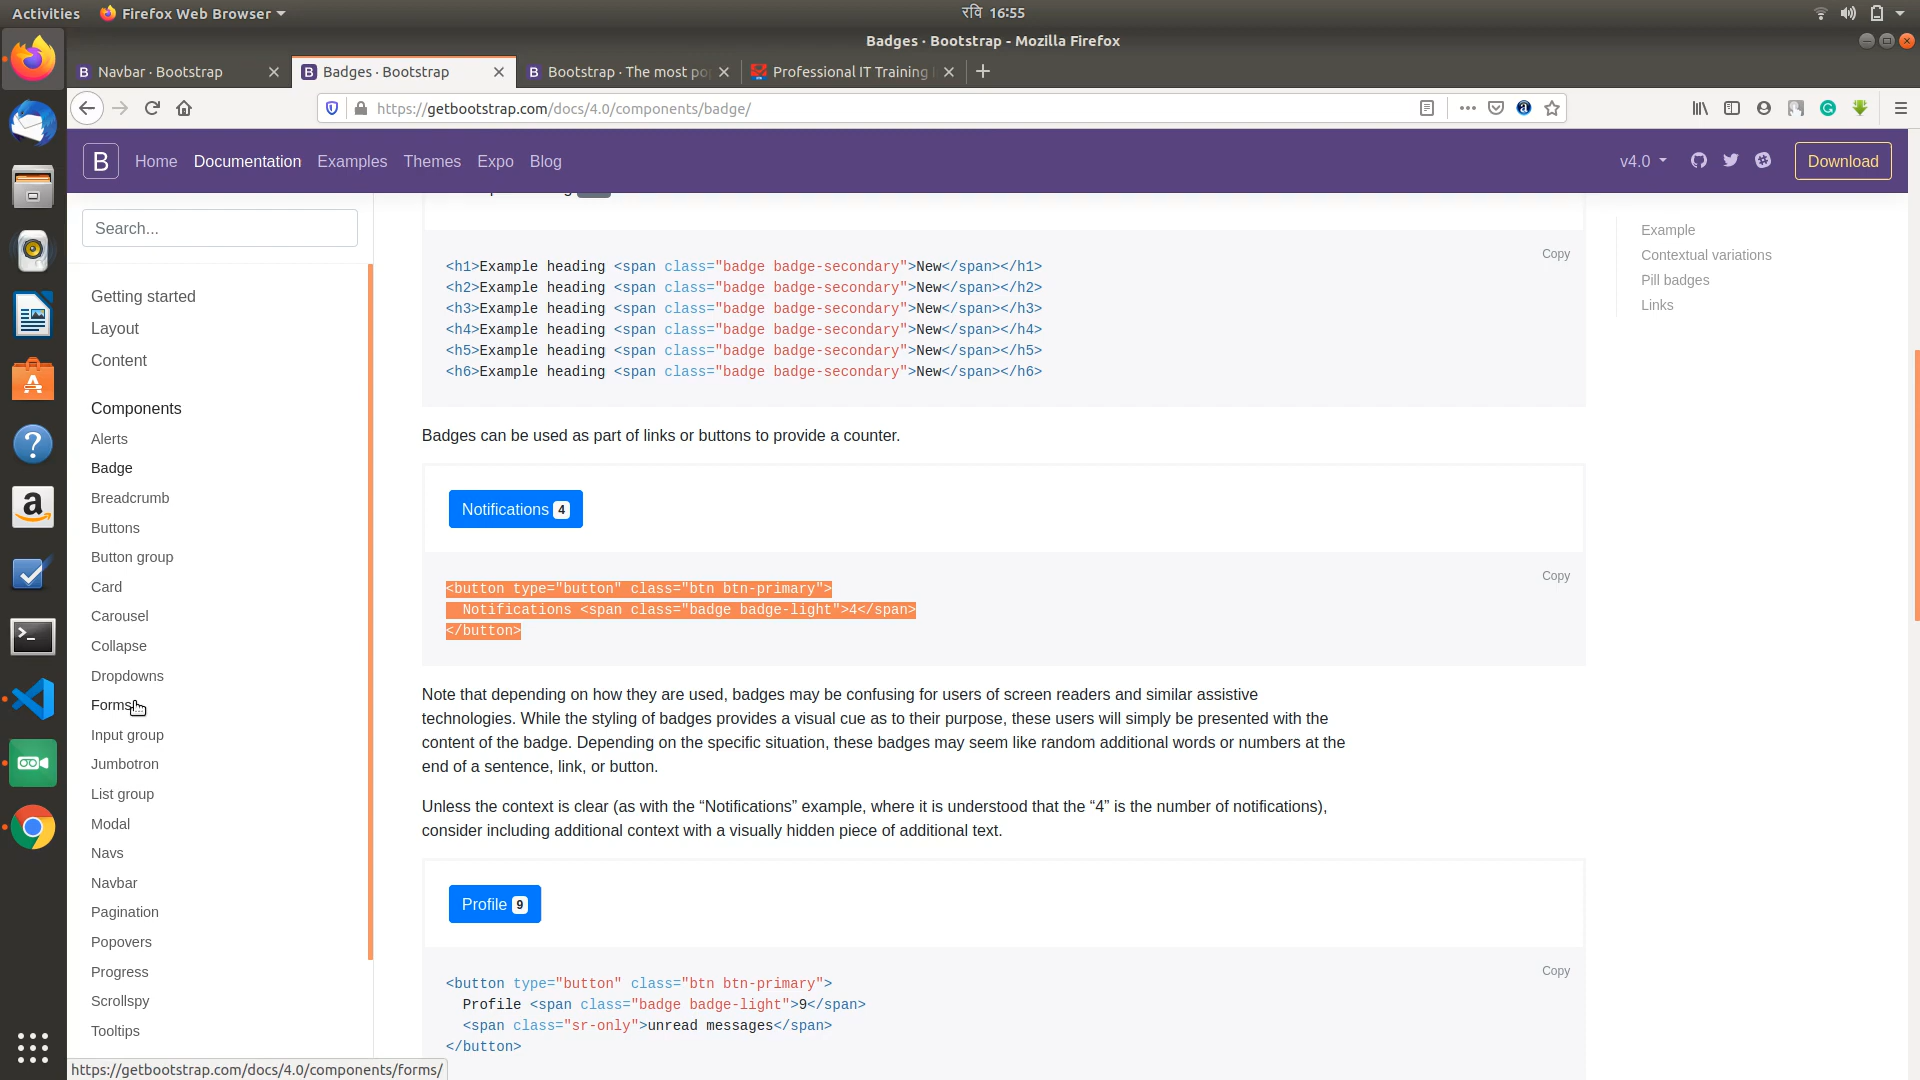 Activities
Firefox Web Browser
रवि 16:55
Badges · Bootstrap - Mozilla Firefox
B Navbar · Bootstrap
B Badges · Bootstrap
B Bootstrap · The most po
Professional IT Training
https://getbootstrap.com/docs/4.0/components/badge/
B Home Documentation Examples Themes Expo Blog
v4.0
Download
Search...
Getting started
Layout
Content
Components
Alerts
Badge
Breadcrumb
Buttons
Button group
Card
Carousel
Collapse
Dropdowns
Forms
Input group
Jumbotron
List group
Modal
Navs
Navbar
Pagination
Popovers
Progress
Scrollspy
Tooltips
https://getbootstrap.com/docs/4.0/components/forms/
Copy
<h1>Example heading <span class="badge badge-secondary">New</span></h1>
<h2>Example heading <span class="badge badge-secondary">New</span></h2>
<h3>Example heading <span class="badge badge-secondary">New</span></h3>
<h4>Example heading <span class="badge badge-secondary">New</span></h4>
<h5>Example heading <span class="badge badge-secondary">New</span></h5>
<h6>Example heading <span class="badge badge-secondary">New</span></h6>
Badges can be used as part of links or buttons to provide a counter.
Notifications 4
Copy
<button type="button" class="btn btn-primary">
Notifications <span class="badge badge-light">4</span>
</button>
Note that depending on how they are used, badges may be confusing for users of screen readers and similar assistive
technologies. While the styling of badges provides a visual cue as to their purpose, these users will simply be presented with the
content of the badge. Depending on the specific situation, these badges may seem like random additional words or numbers at the
end of a sentence, link, or button.
Unless the context is clear (as with the “Notifications” example, where it is understood that the “4” is the number of notifications),
consider including additional context with a visually hidden piece of additional text.
Profile 9
Copy
<button type="button" class="btn btn-primary">
Profile <span class="badge badge-light">9</span>
<span class="sr-only">unread messages</span>
</button>
Example
Contextual variations
Pill badges
Links